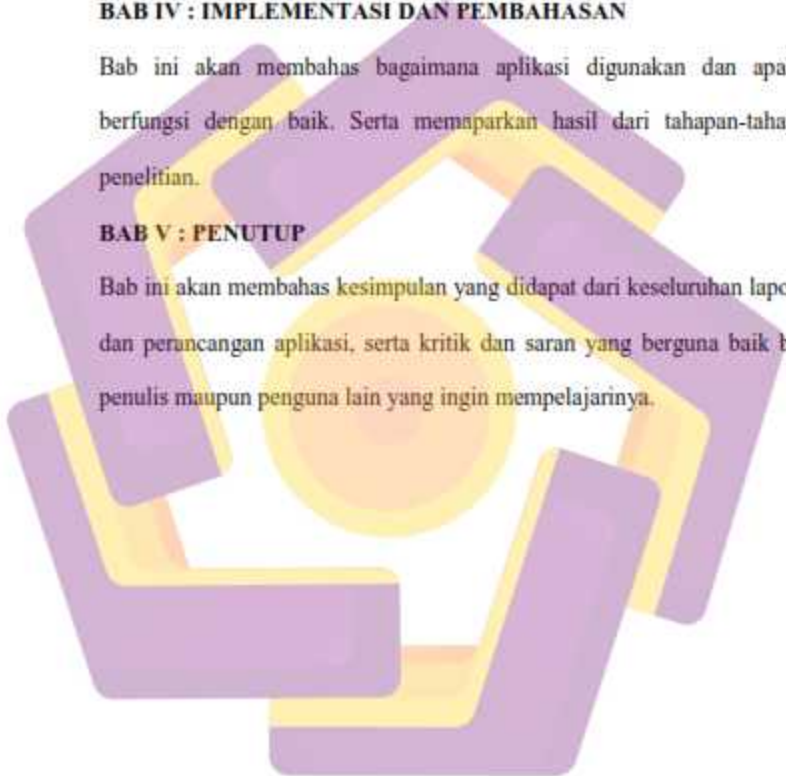 BAB IV : IMPLEMENTASI DAN PEMBAHASAN
Bab ini akan membahas bagaimana aplikasi digunakan dan apa
berfungsi dengan baik. Serta memaparkan hasil dari tahapan-taha
penelitian.
BAB V : PENUTUP
Bab ini akan membahas kesimpulan yang didapat dari keseluruhan lapo
dan perancangan aplikasi, serta kritik dan saran yang berguna baik b
penulis maupun penguna lain yang ingin mempelajarinya.